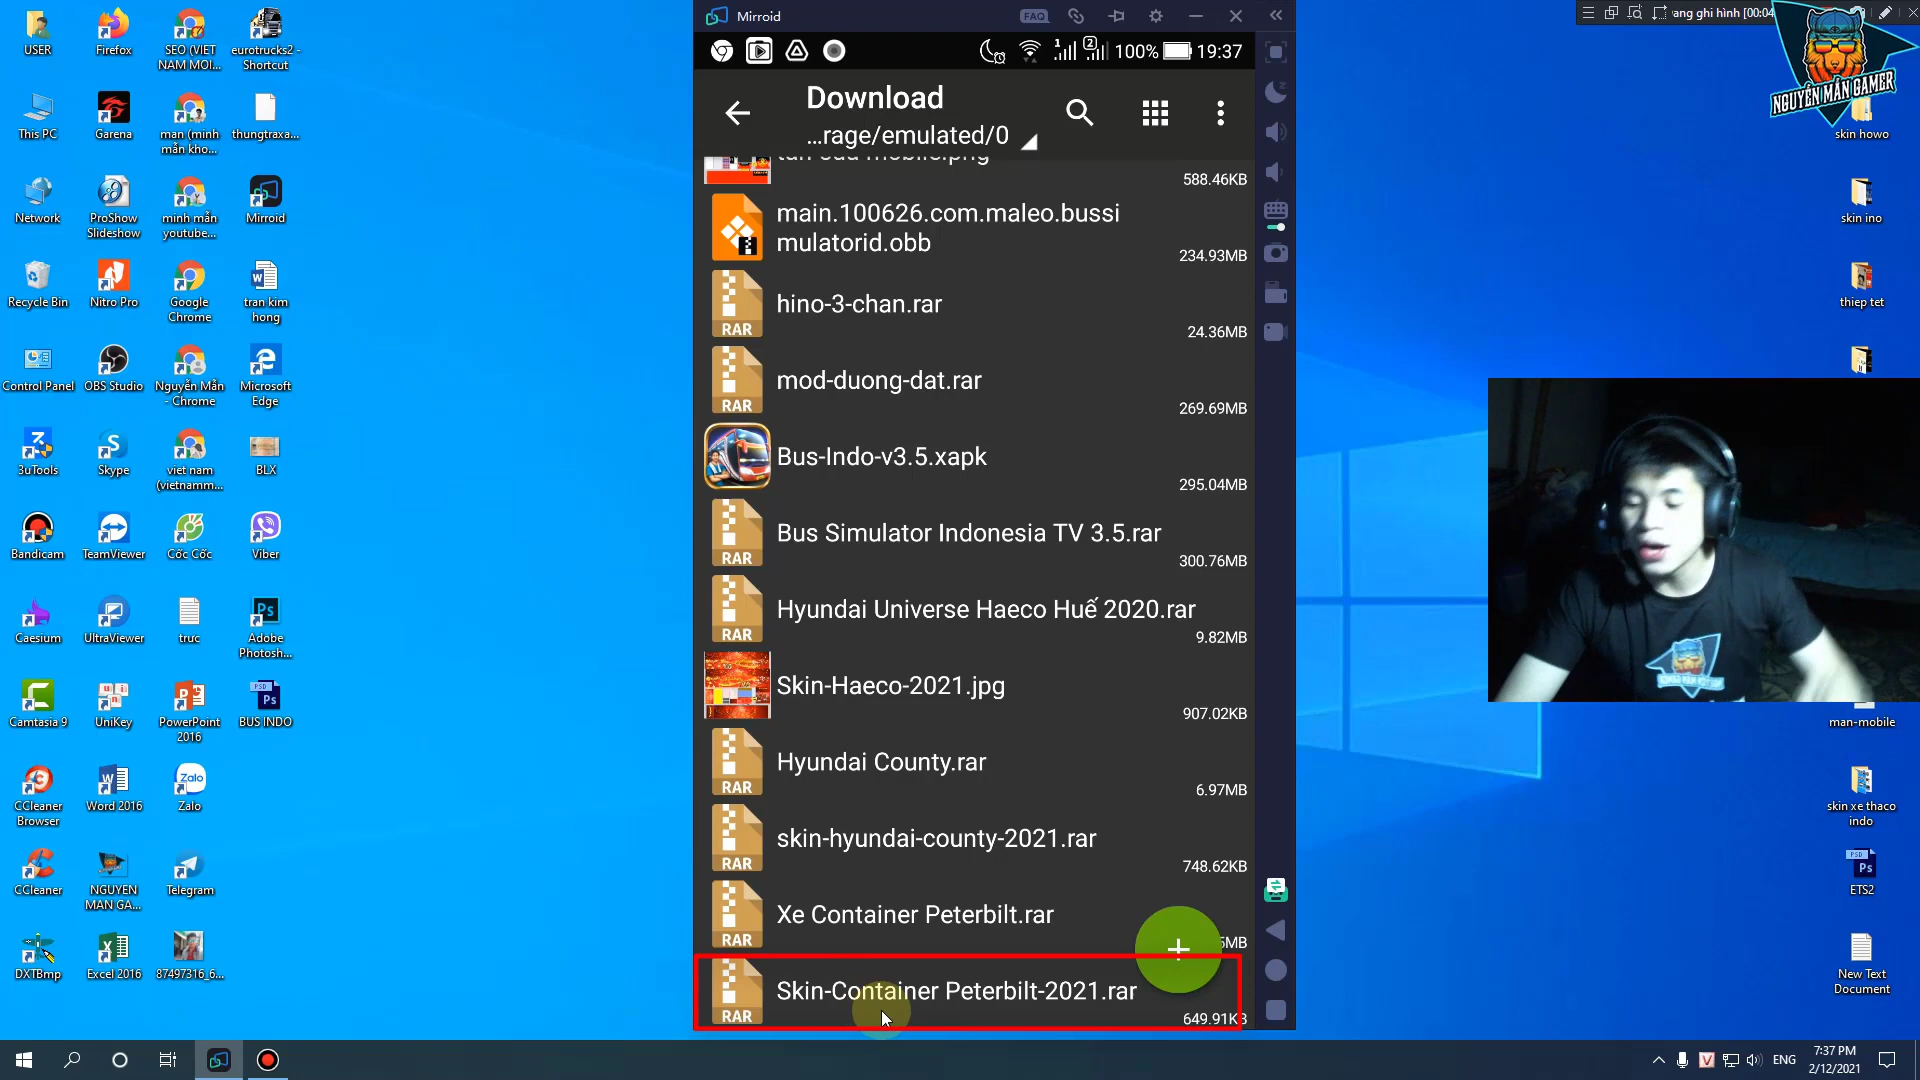 Mirroid
FAQ
ang ghi hình [00:04
100%
19:37
Download
...rage/emulated/0
588.46KB
main.100626.com.maleo.bussi
mulatorid.obb
234.93MB
RAR
hino-3-chan.rar
24.36MB
RAR
mod-duong-dat.rar
269.69MB
Bus-Indo-v3.5.xapk
295.04MB
RAR
Bus Simulator Indonesia TV 3.5.rar
300.76MB
RAR
Hyundai Universe Haeco Huế 2020.rar
9.82MB
Skin-Haeco-2021.jpg
907.02KB
RAR
Hyundai County.rar
6.97MB
RAR
skin-hyundai-county-2021.rar
748.62KB
RAR
Xe Container Peterbilt.rar
MB
RAR
Skin-Container Peterbilt-2021.rar
649.91KB
USER
Firefox
SEO (VIET
NAM MOI...
eurotrucks2 -
Shortcut
This PC
Garena
man (minh
mẫn kho...
thungtraxa...
Network
ProShow
Slideshow
minh mẫn
youtube...
Mirroid
Recycle Bin
Nitro Pro
Google
Chrome
tran kim
hong
Control Panel
OBS Studio
Nguyễn Mẫn
- Chrome
Microsoft
Edge
3uTools
Skype
viet nam
(vietnamm...
BLX
Bandicam
TeamViewer
Cốc Cốc
Viber
Caesium
UltraViewer
trưc
Adobe
Photosh...
Camtasia 9
UniKey
PowerPoint
2016
BUS INDO
CCleaner
Browser
Word 2016
Zalo
CCleaner
NGUYEN
MAN GA...
Telegram
DXTBmp
Excel 2016
87497316_6...
NGUYỄN MẪN GAMER
skin howo
skin ino
thiep tet
man-mobile
skin xe thaco
indo
ETS2
New Text
Document
ENG
7:37 PM
2/12/2021